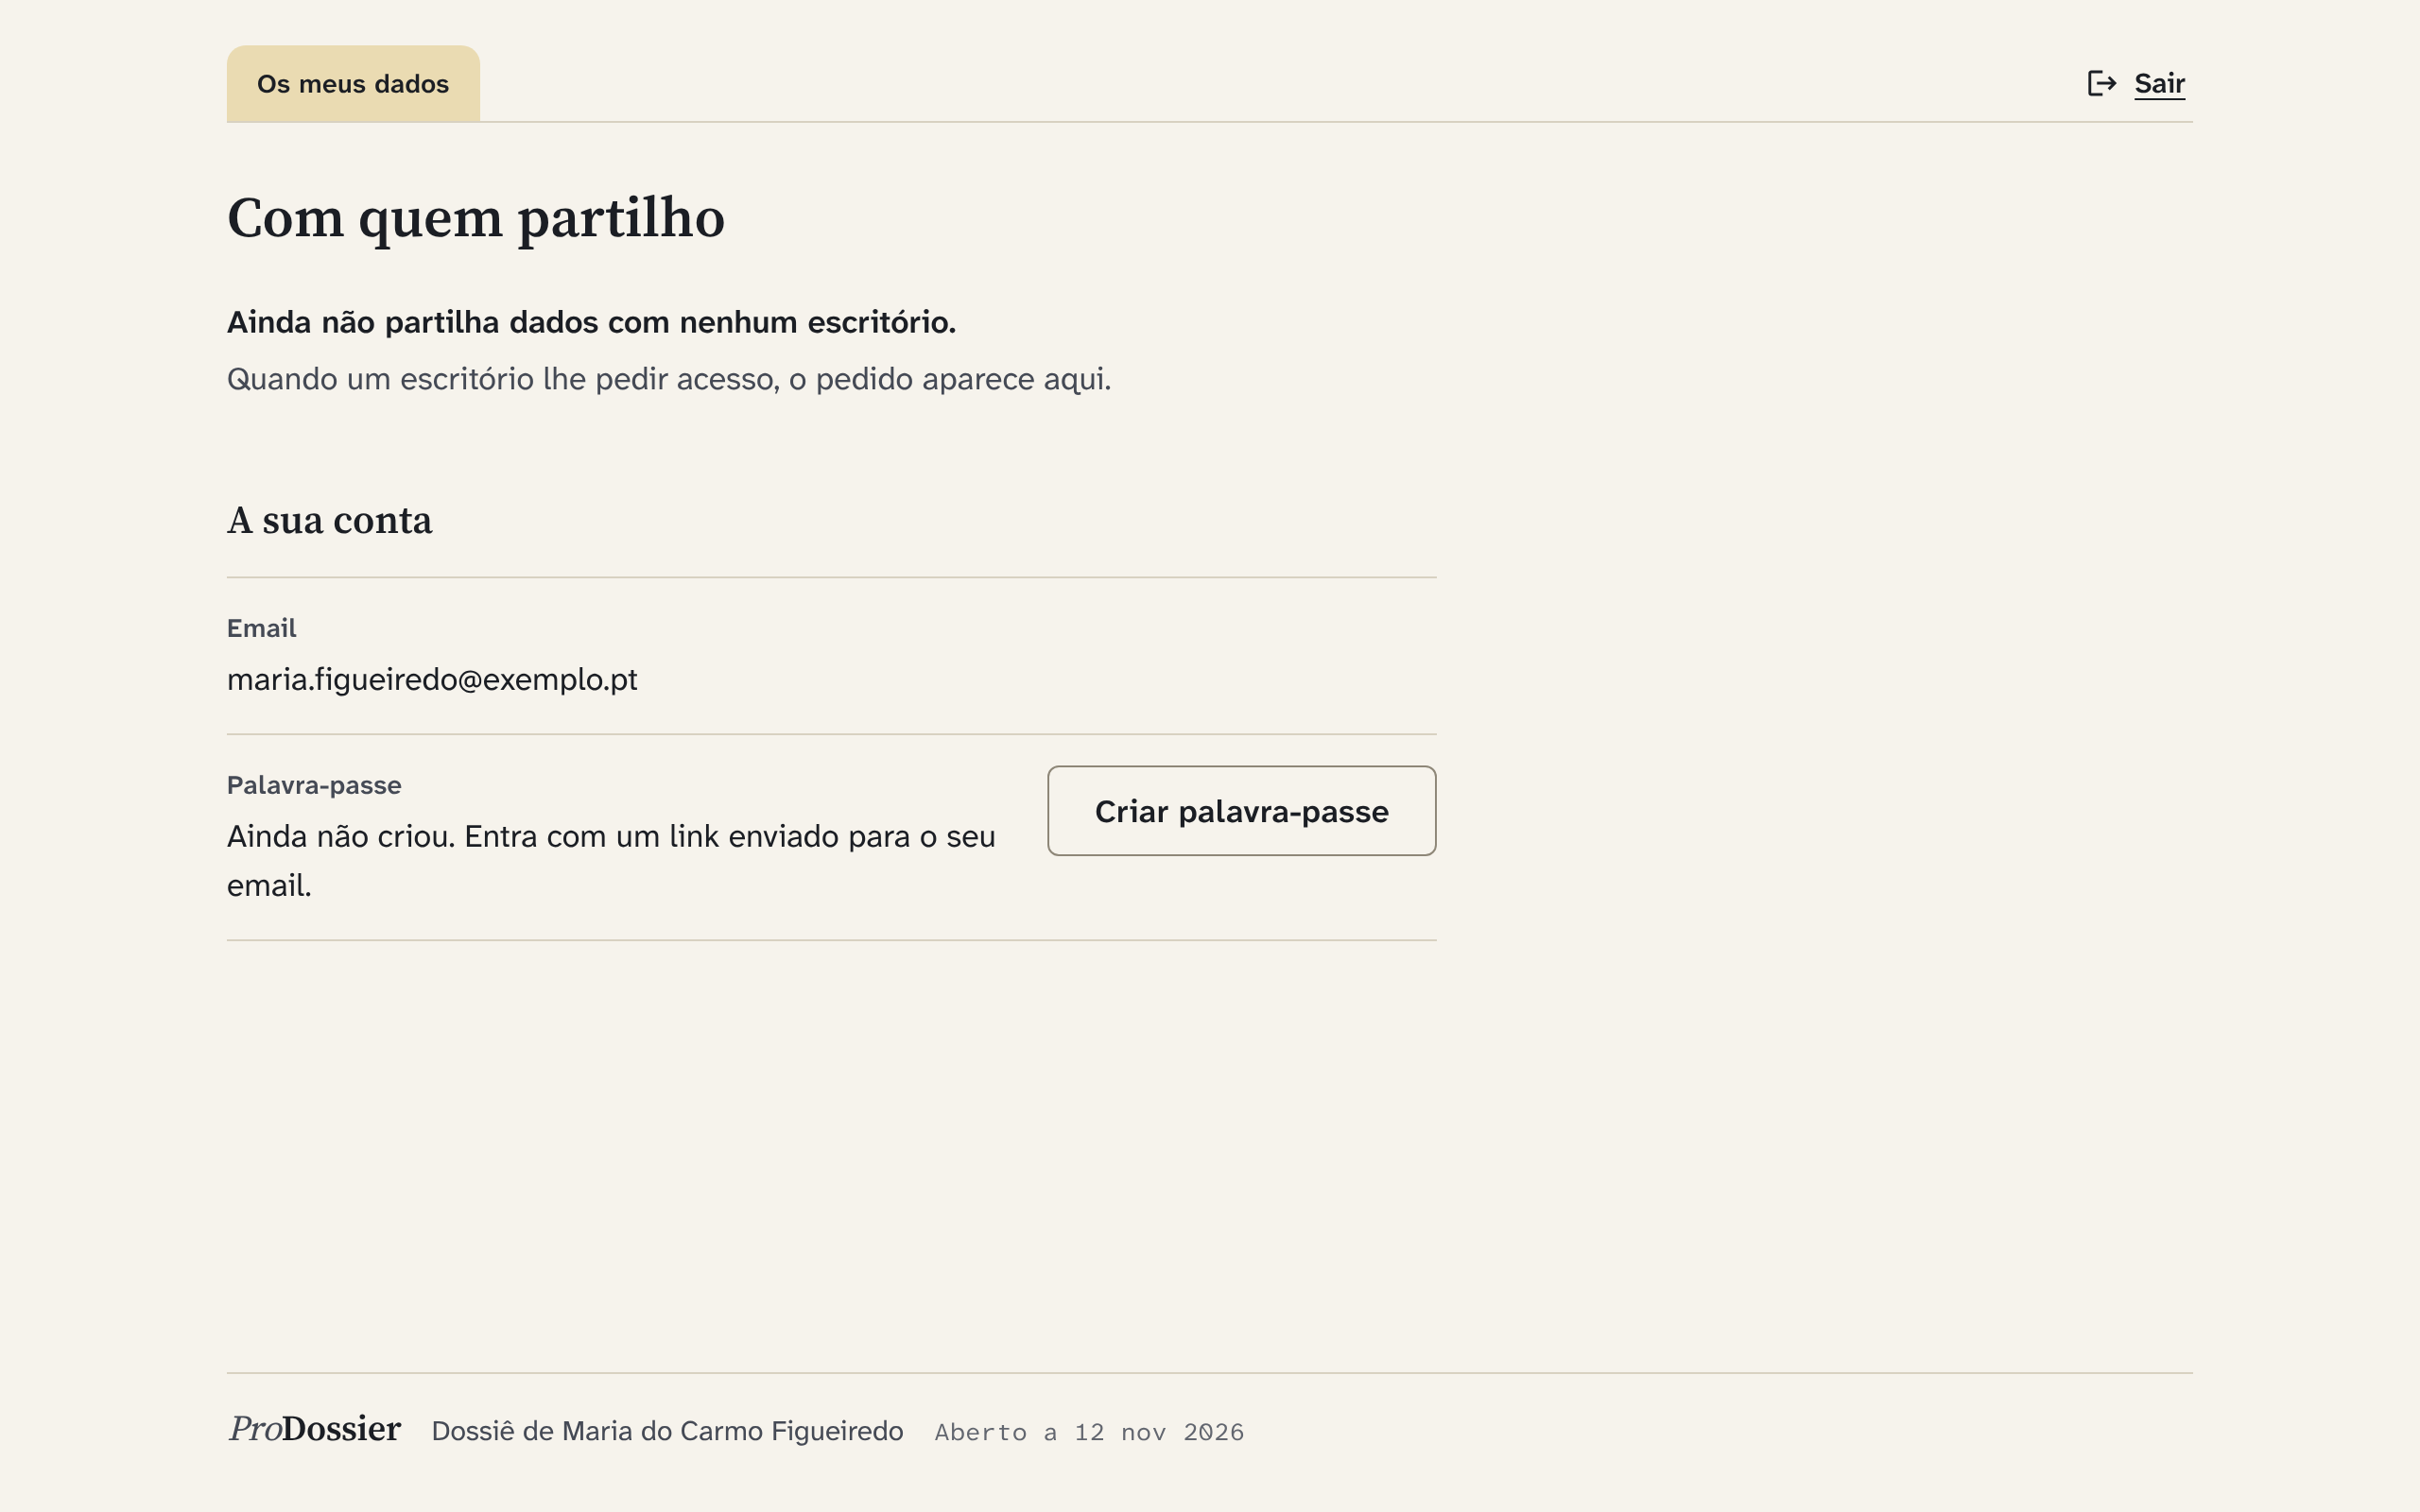 Os meus dados
Sair
Com quem partilho
Ainda não partilha dados com nenhum escritório.
Quando um escritório lhe pedir acesso, o pedido aparece aqui.
A sua conta
Email
maria.figueiredo@exemplo.pt
Palavra-passe
Ainda não criou. Entra com um link enviado para o seu
email.
Criar palavra-passe
ProDossier Dossiê de Maria do Carmo Figueiredo Aberto a 12 nov 2026